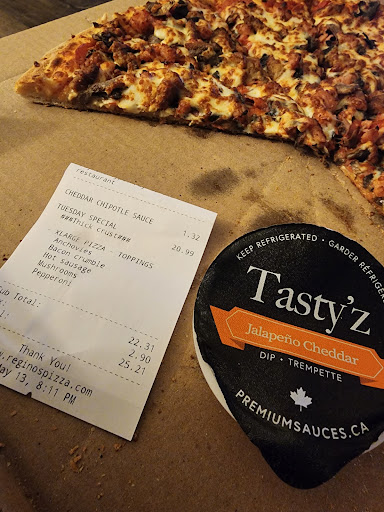 restaurant
CHEDDAR CHIPOTLE SAUCE 1.32
TUESDAY SPECIAL 20.99
###Thick crust###
XLARGE PIZZA - TOPPINGS
Anchovies
Bacon crumble
Hot sausage
Mushrooms
Pepperoni
Total: 22.31
2.90
25.21
Thank You!
.reginospizza.com
May 13, 8:11 PM
KEEP REFRIGERATED • GARDER
Tasty'z
Jalapeño Cheddar
DIP • TREMPETTE
PREMIUMSAUCES.CA